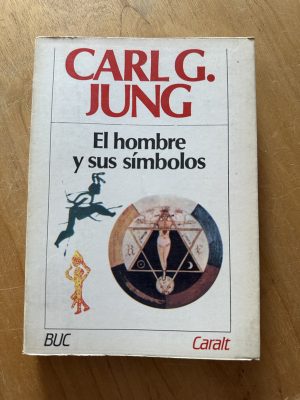 CARL G.
JUNG
El hombre
y sus símbolos
BUC
Caralt